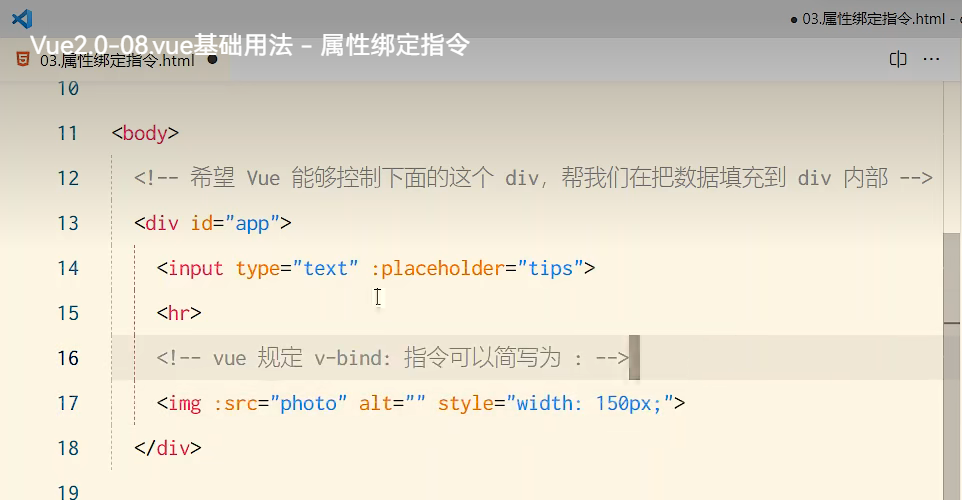 ● 03.属性绑定指令.html -
Vue2.0-08.vue基础用法 – 属性绑定指令
03.属性绑定指令.html ●
10
11 <body>
12 <!-- 希望 Vue 能够控制下面的这个 div，帮我们在把数据填充到 div 内部 -->
13 <div id="app">
14 <input type="text" :placeholder="tips">
15 <hr>
16 <!-- vue 规定 v-bind: 指令可以简写为 : -->
17 <img :src="photo" alt="" style="width: 150px;">
18 </div>
19